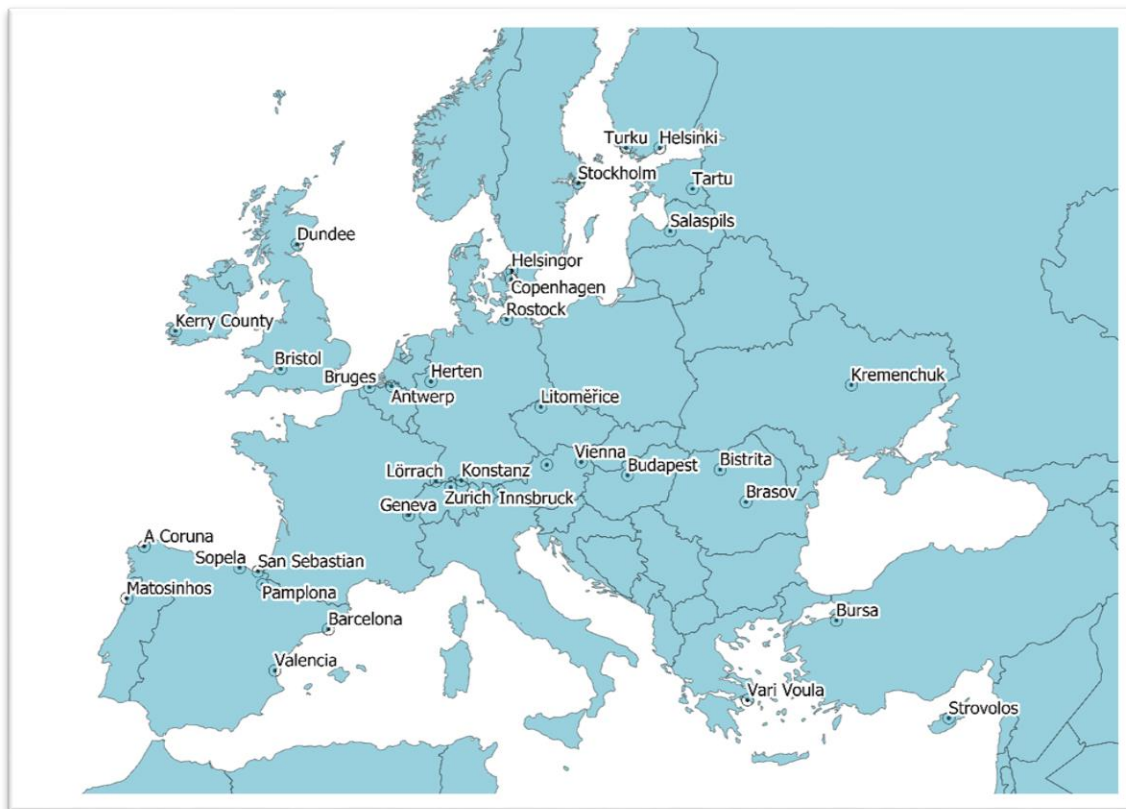 Turku
Helsinki
Stockholm
Tartu
Salaspils
Dundee
Helsingor
Copenhagen
Rostock
Kerry County
Bristol
Bruges
Herten
Antwerp
Kremenchuk
Litoměřice
Vienna
Budapest
Bistrita
Lörrach
Konstanz
Zurich
Innsbruck
Geneva
Brasov
A Coruna
Sopela
San Sebastian
Pamplona
Matosinhos
Barcelona
Bursa
Valencia
Vari Voula
Strovolos